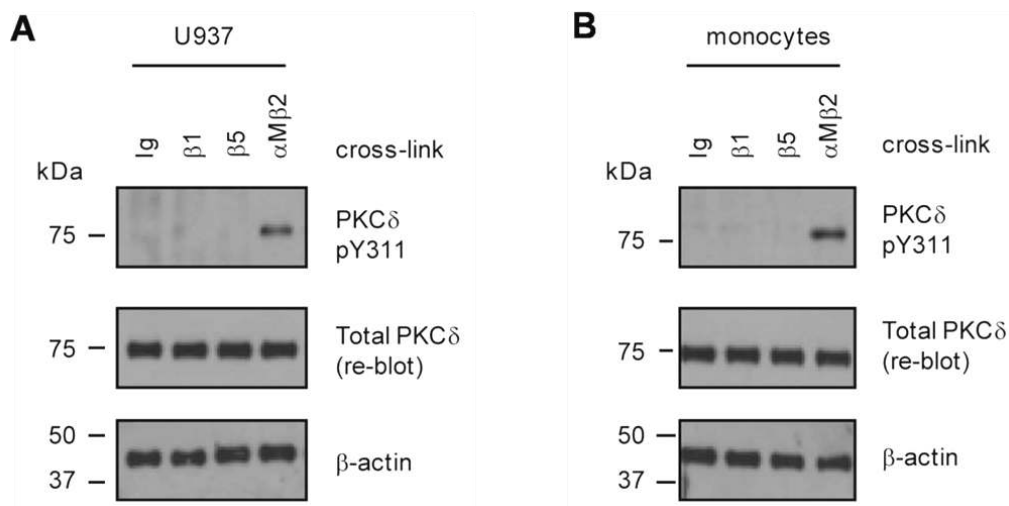 A
U937
Ig
β1
β5
αMβ2
cross-link
kDa
75
PKCδ
pY311
75
Total PKCδ
(re-blot)
50
37
β-actin
B
monocytes
Ig
β1
β5
αMβ2
cross-link
kDa
75
PKCδ
pY311
75
Total PKCδ
(re-blot)
50
37
β-actin